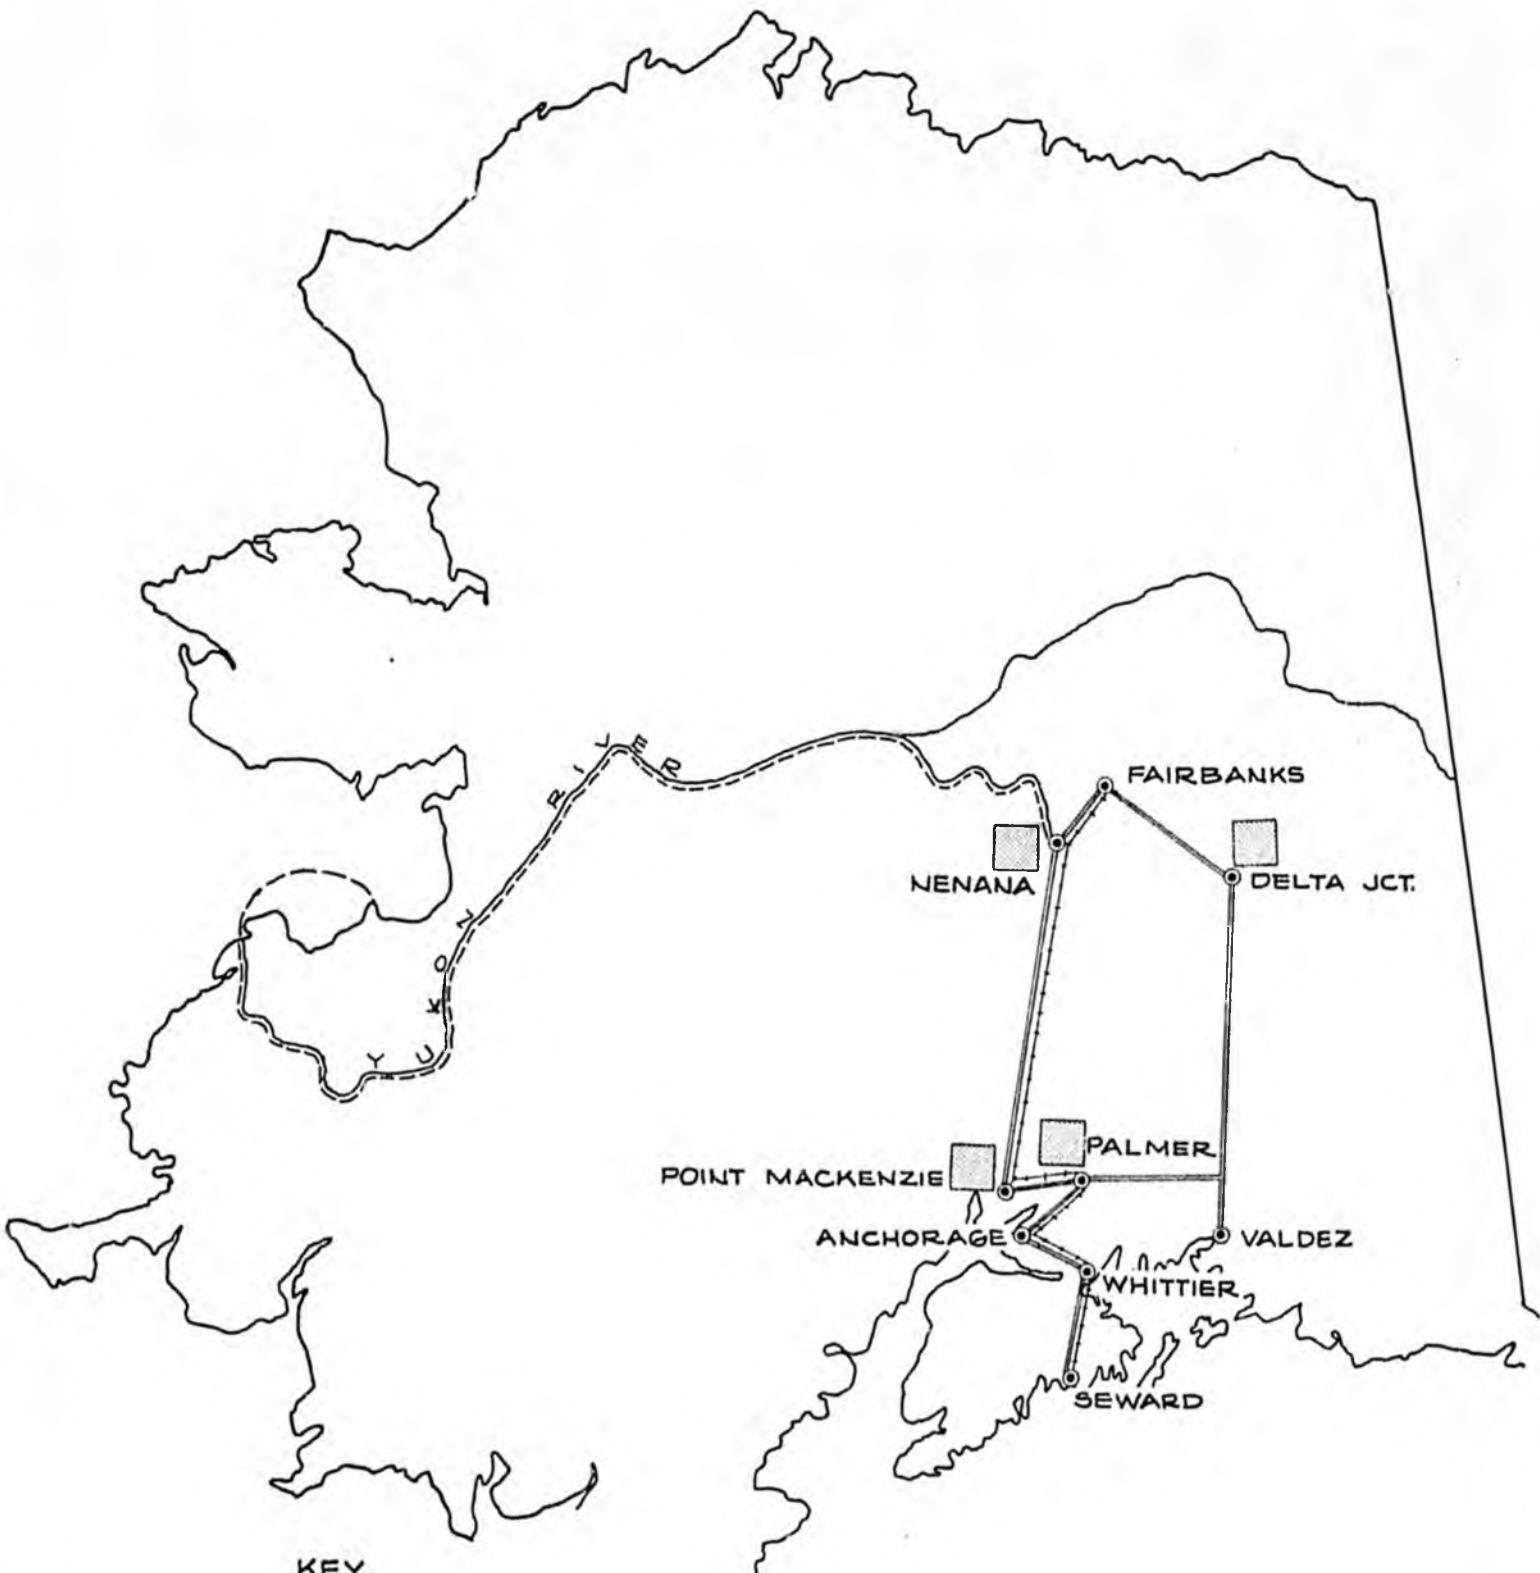 YUKON RIVER
FAIRBANKS
NENANA
DELTA JCT.
PALMER
POINT MACKENZIE
ANCHORAGE
VALDEZ
WHITTIER
SEWARD
KEY